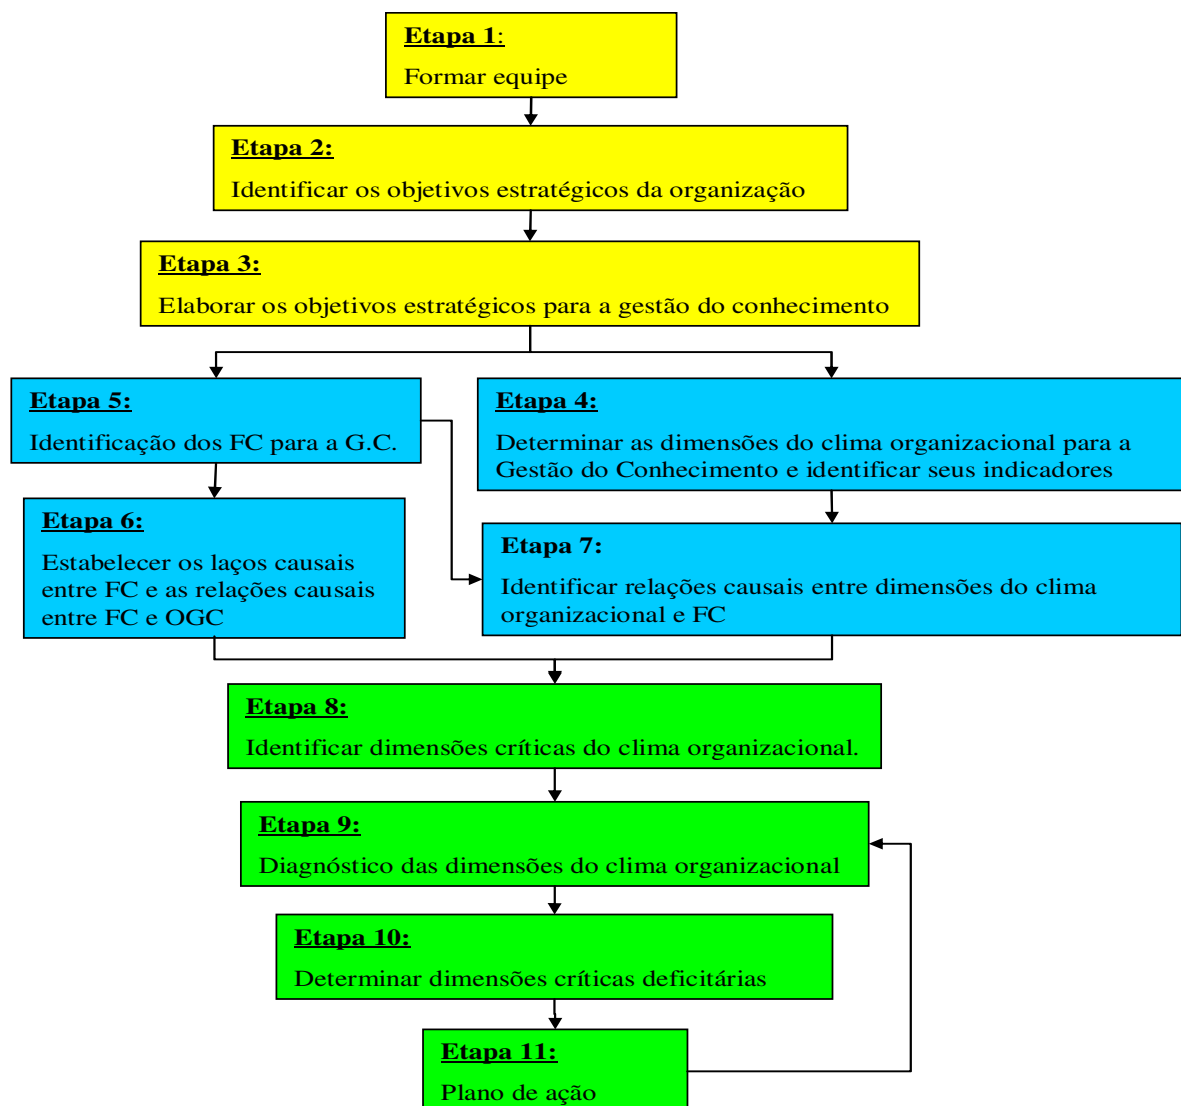 Etapa 1:
Formar equipe
Etapa 2:
Identificar os objetivos estratégicos da organização
Etapa 3:
Elaborar os objetivos estratégicos para a gestão do conhecimento
Etapa 5:
Identificação dos FC para a G.C.
Etapa 4:
Determinar as dimensões do clima organizacional para a
Gestão do Conhecimento e identificar seus indicadores
Etapa 6:
Estabelecer os laços causais
entre FC e as relações causais
entre FC e OGC
Etapa 7:
Identificar relações causais entre dimensões do clima
organizacional e FC
Etapa 8:
Identificar dimensões críticas do clima organizacional.
Etapa 9:
Diagnóstico das dimensões do clima organizacional
Etapa 10:
Determinar dimensões críticas deficitárias
Etapa 11:
Plano de ação